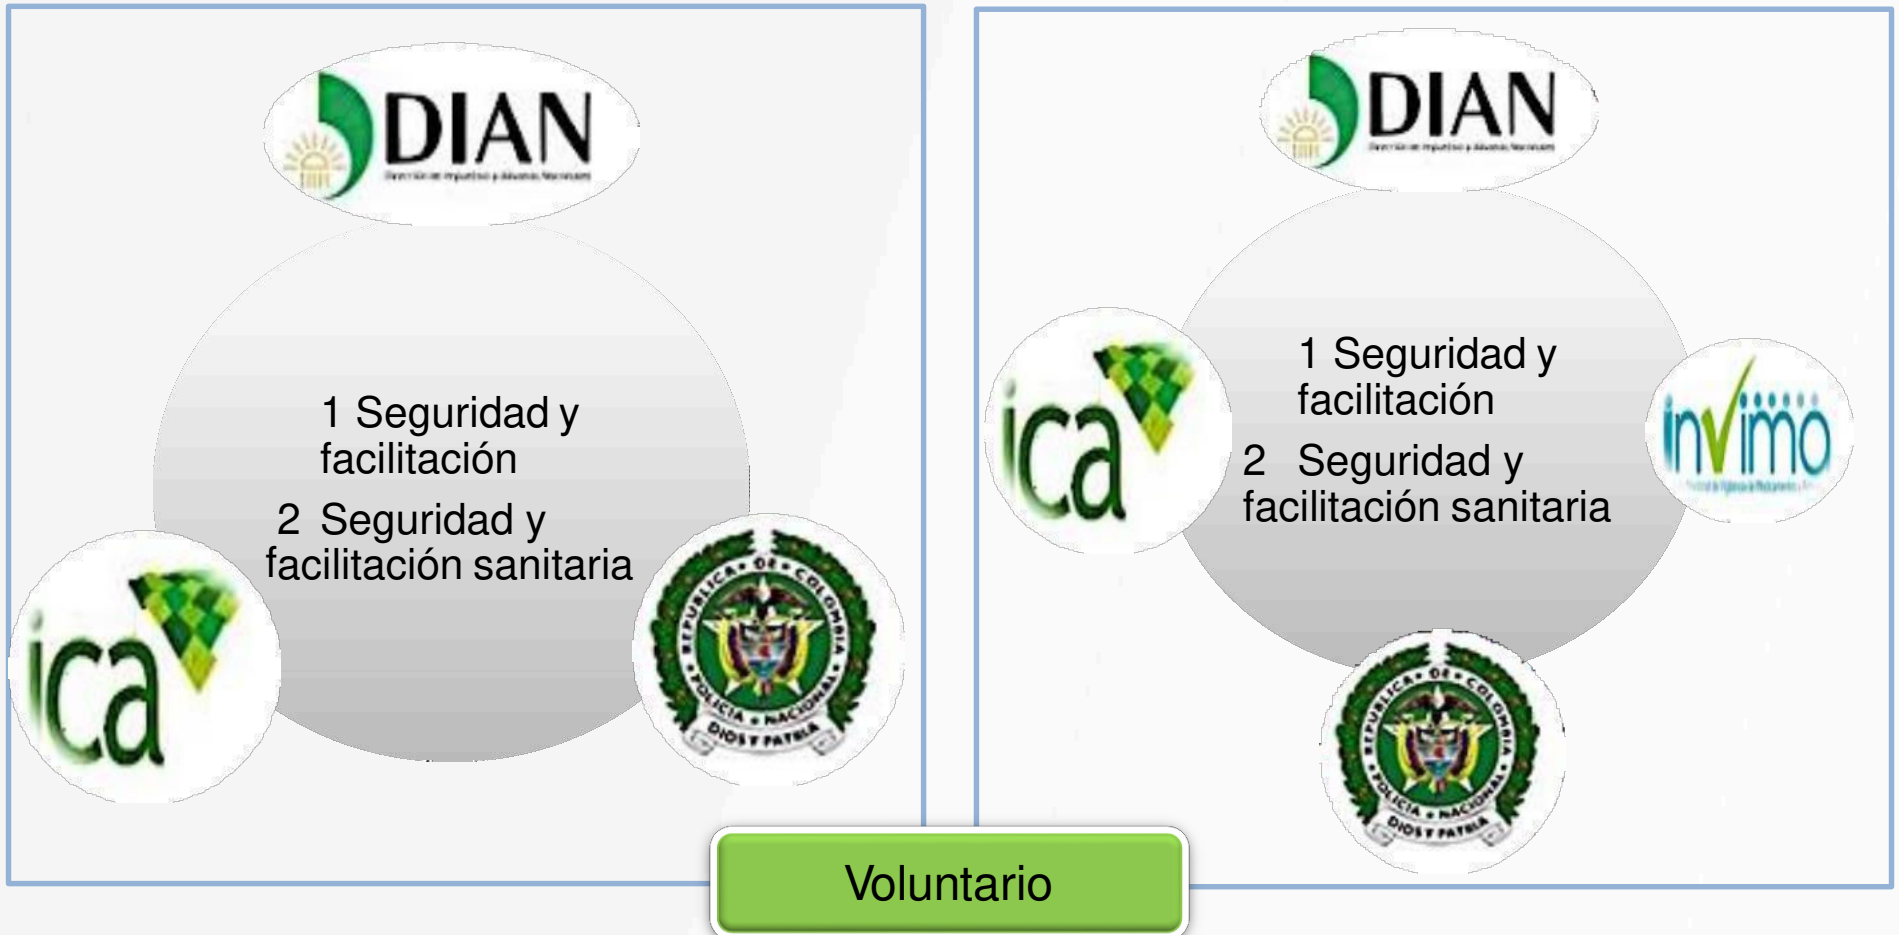 DIAN
1 Seguridad y
facilitación
2 Seguridad y
facilitación sanitaria
ica
REPUBLICA DE COLOMBIA
POLICIA NACIONAL
DIOS Y PATRIA
DIAN
1 Seguridad y
facilitación
2 Seguridad y
facilitación sanitaria
ica
invimo
REPUBLICA DE COLOMBIA
POLICIA NACIONAL
DIOS Y PATRIA
Voluntario